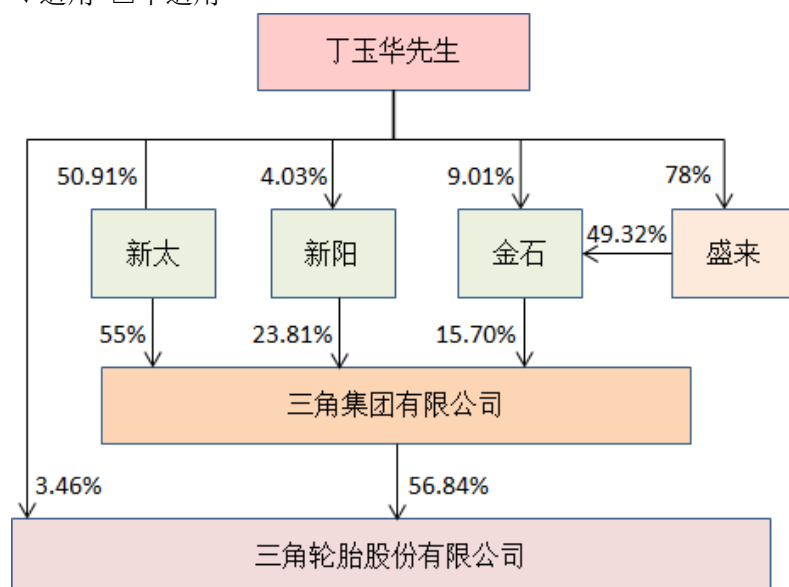 丁玉华先生
50.91%
4.03%
9.01%
78%
新太
新阳
金石
49.32%
盛来
55%
23.81%
15.70%
三角集团有限公司
3.46%
56.84%
三角轮胎股份有限公司